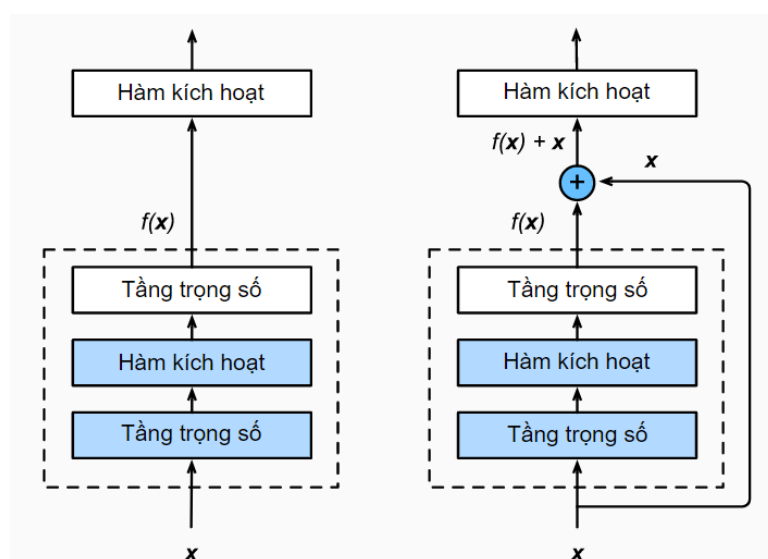 Hàm kích hoạt
f(x)
Tầng trọng số
Hàm kích hoạt
Tầng trọng số
x
Hàm kích hoạt
f(x) + x
x
+
f(x)
Tầng trọng số
Hàm kích hoạt
Tầng trọng số
x